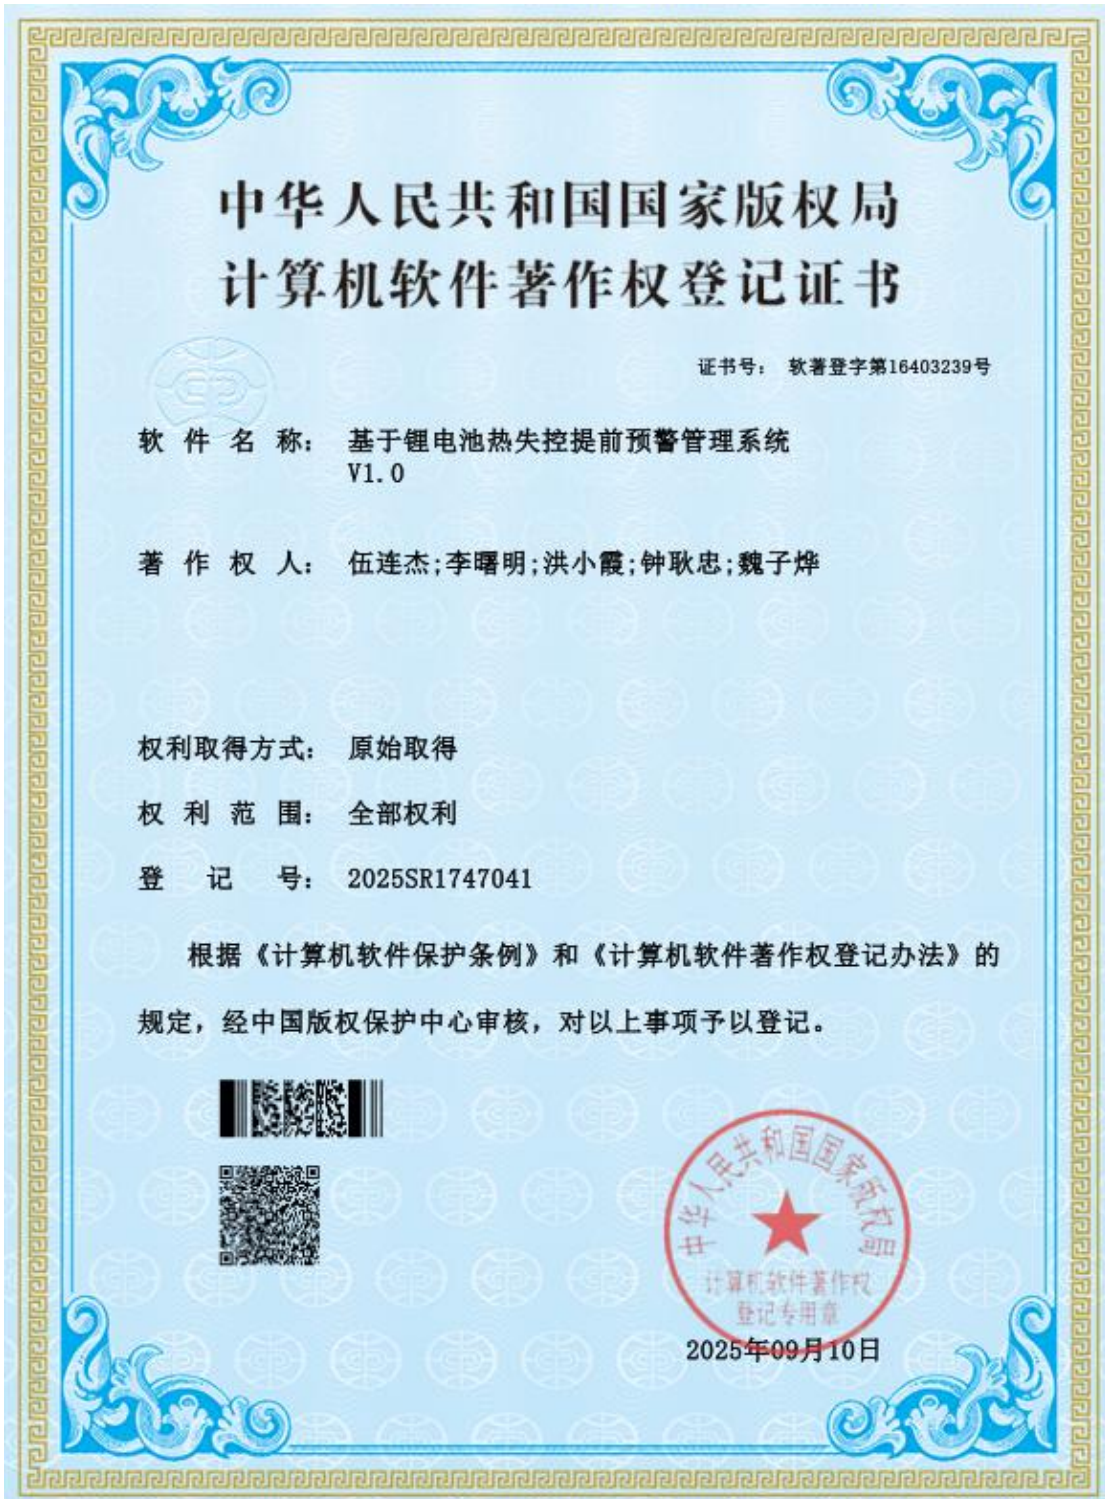 中华人民共和国国家版权局
计算机软件著作权登记证书
证书号： 软著登字第16403239号
软件名称： 基于锂电池热失控提前预警管理系统
V1.0
著作权人： 伍连杰;李曙明;洪小霞;钟耿忠;魏子烨
权利取得方式： 原始取得
权利范围： 全部权利
登记号： 2025SR1747041
根据《计算机软件保护条例》和《计算机软件著作权登记办法》的
规定，经中国版权保护中心审核，对以上事项予以登记。
中华人民共和国国家版权局
计算机软件著作权
登记专用章
2025年09月10日